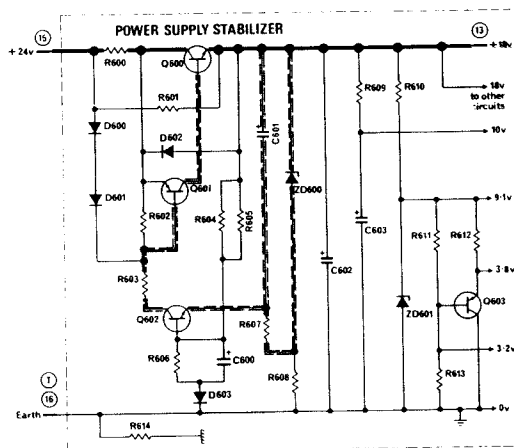 POWER SUPPLY STABILIZER
15
13
+ 24v
+18v
R600
Q600
R601
R609
R610
18v
to other
circuits
D600
D602
C601
10v
Q601
ZD600
D601
R602
R604
R605
9·1v
C603
R611
R612
C602
R603
3·8v
Q602
Q603
R607
ZD601
3·2v
R606
C600
R608
R613
T
16
D603
Earth
0v
R614